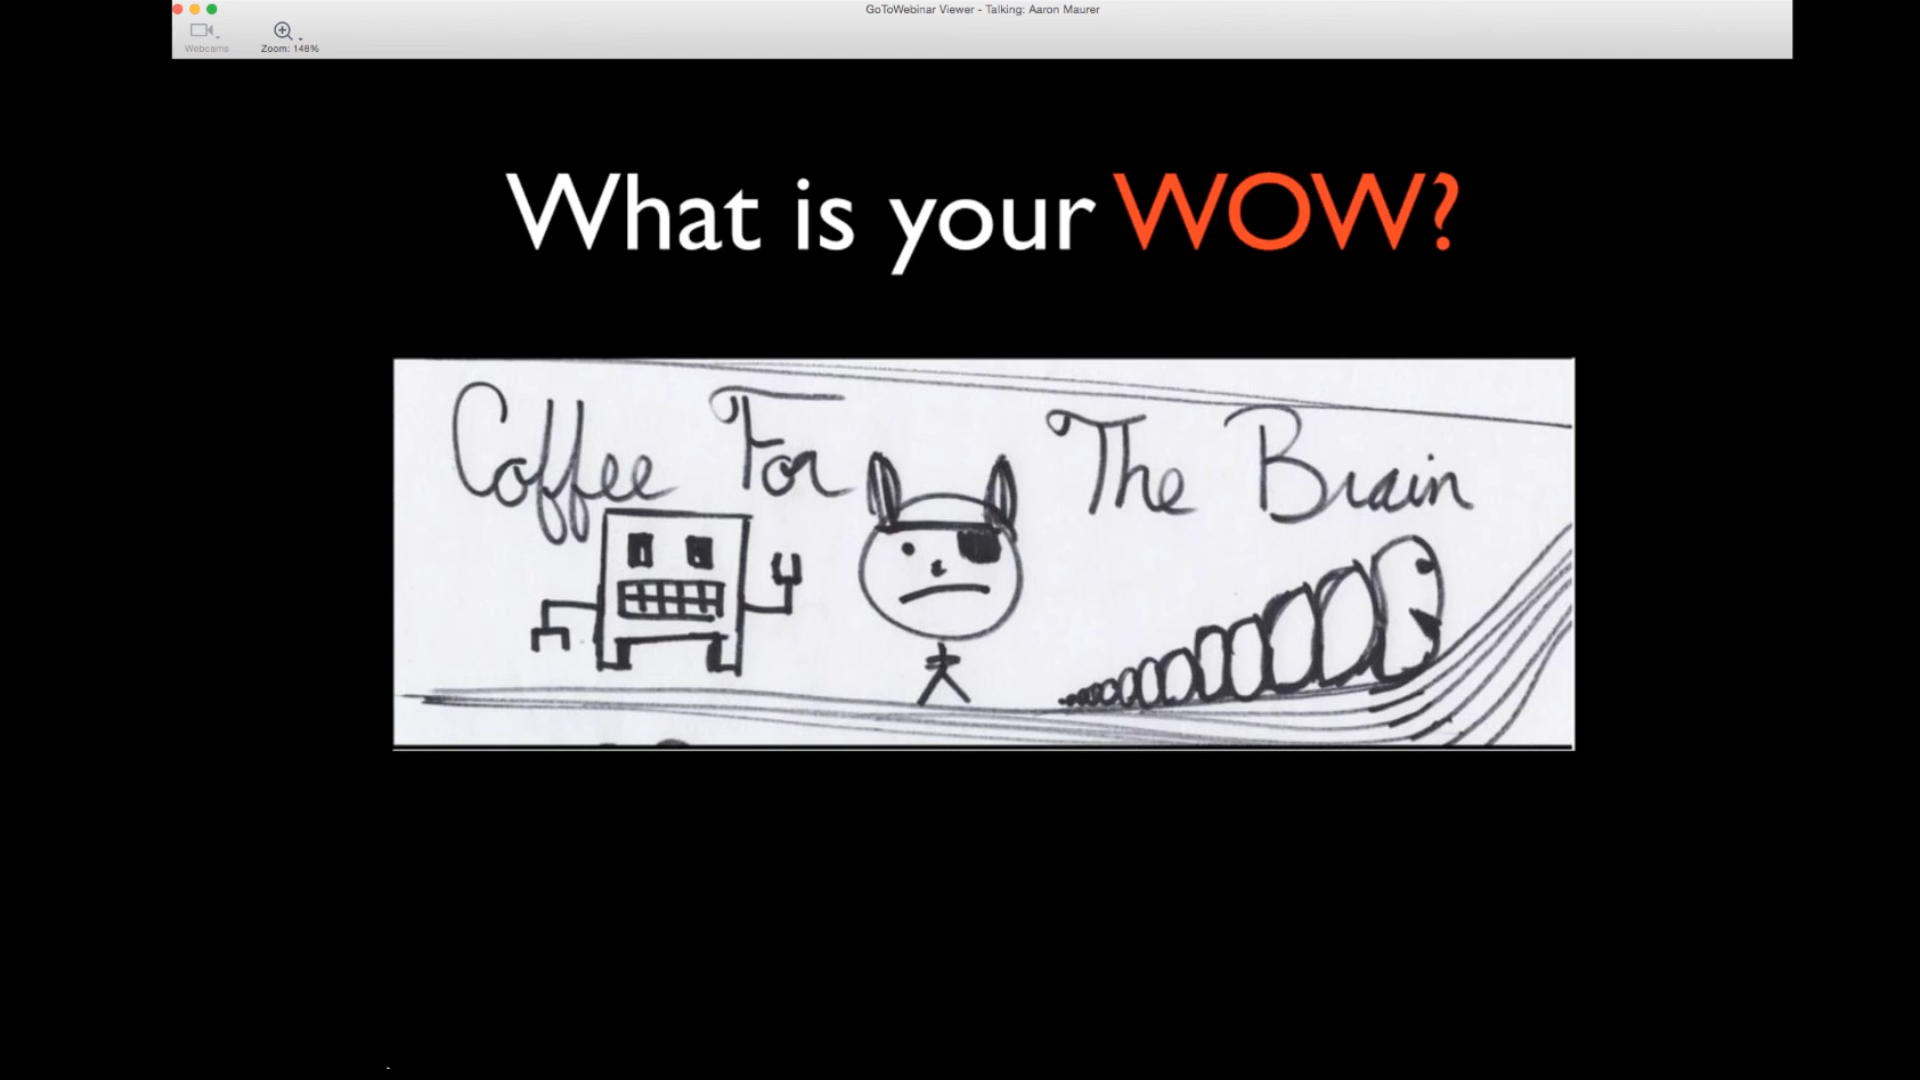 GoToWebinar Viewer - Talking: Aaron Maurer
Webcams
Zoom: 148%
What is your WOW?
Coffee For The Brain